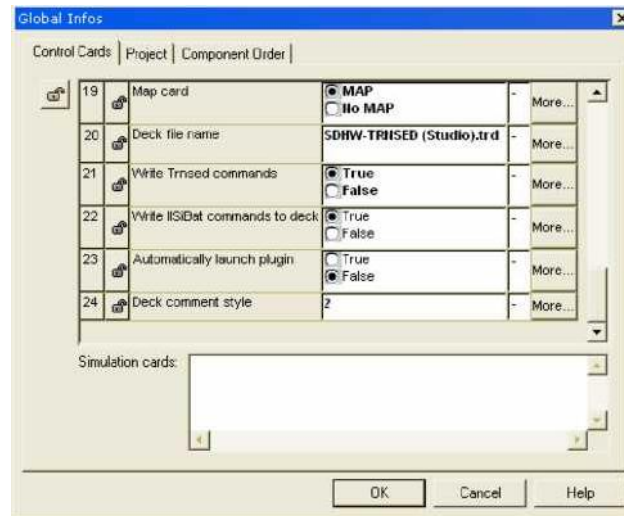 Global Infos
Control Cards Project Component Order
19 Map card MAP - More...
No MAP
20 Deck file name SDHW-TRNSED (Studio).trd - More...
21 Write Trnsed commands True - More...
False
22 Write IISiBat commands to deck True - More...
False
23 Automatically launch plugin True - More...
False
24 Deck comment style 2 - More...
Simulation cards:
OK Cancel Help